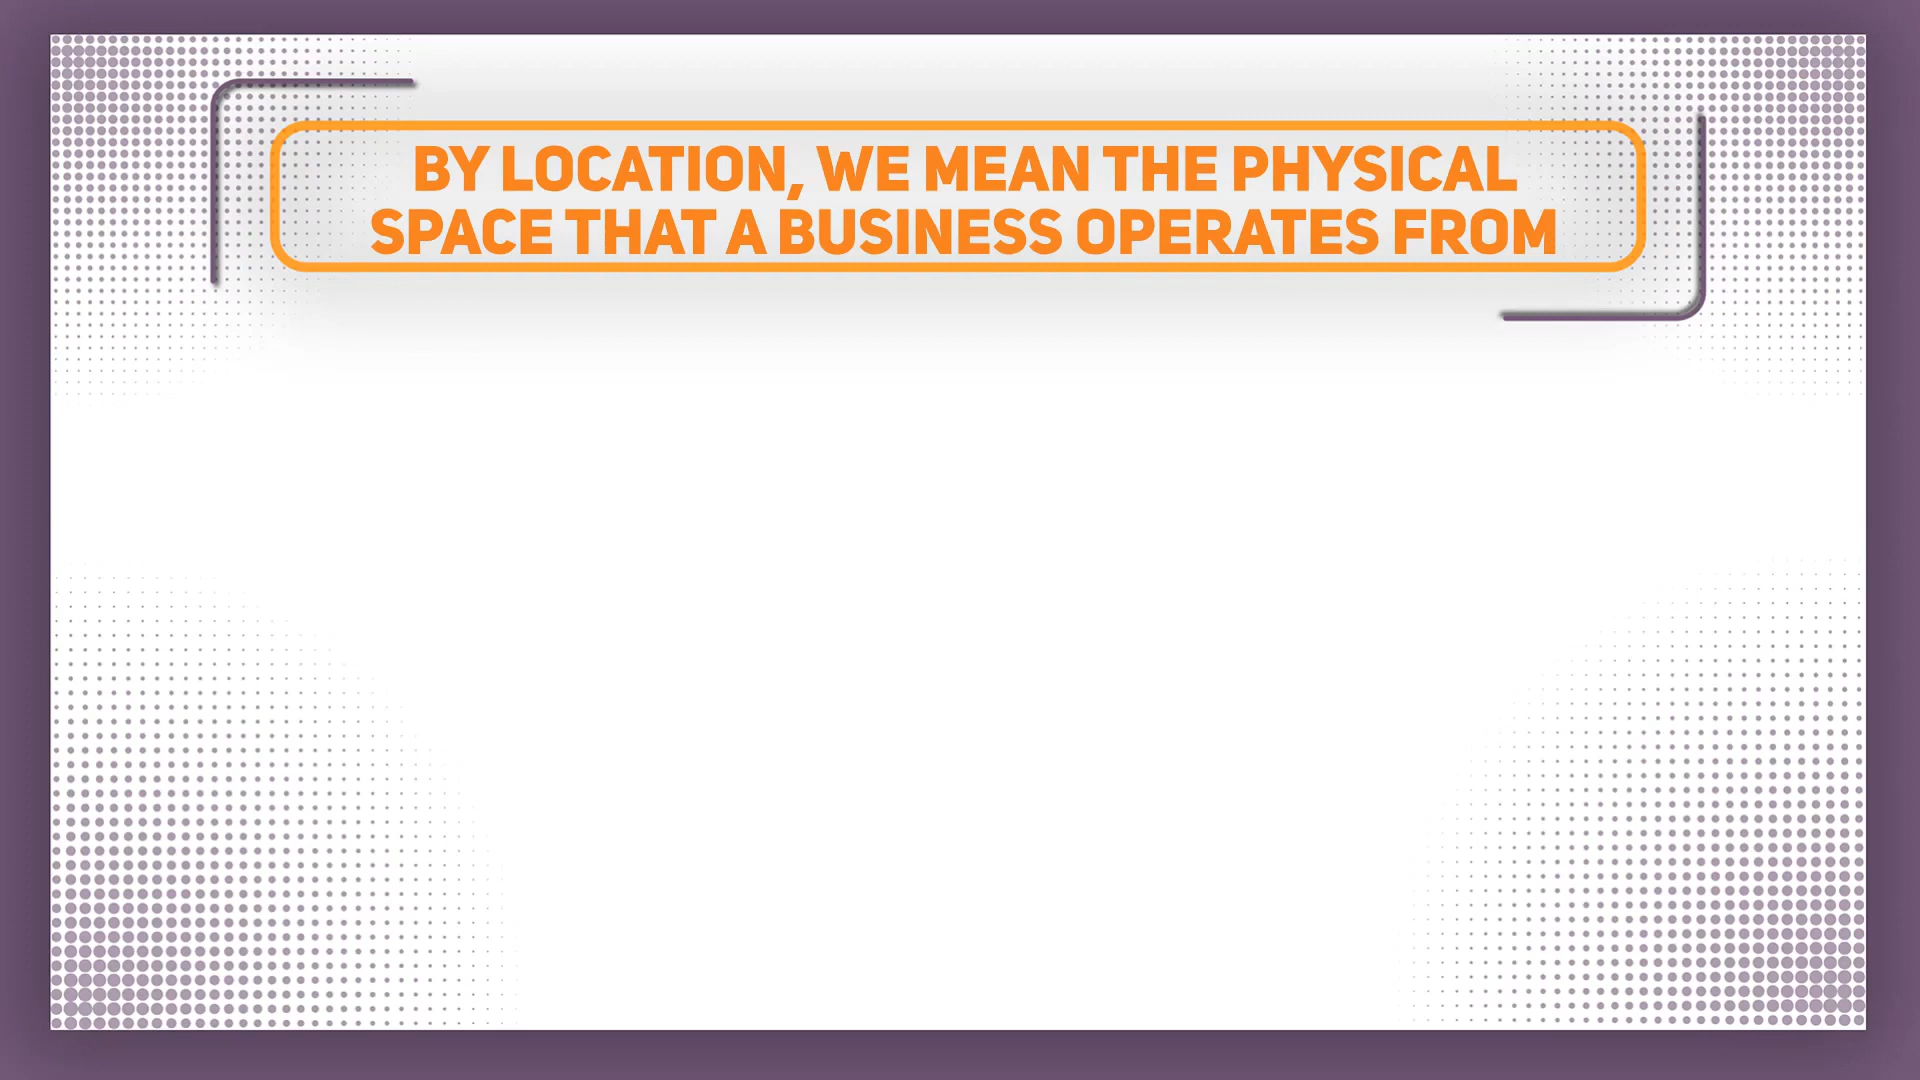 BY LOCATION, WE MEAN THE PHYSICAL
SPACE THAT A BUSINESS OPERATES FROM